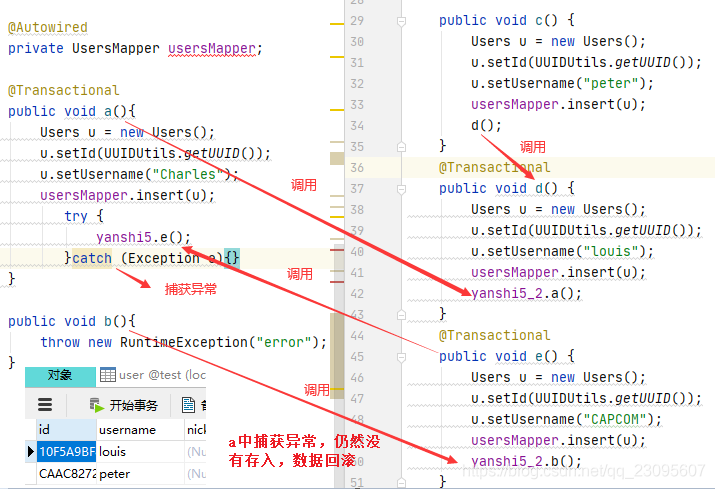 @Autowired
private UsersMapper usersMapper;
@Transactional
public void a(){
Users u = new Users();
u.setId(UUIDUtils.getUUID());
u.setUsername("Charles");
usersMapper.insert(u);
try {
yanshi5.e();
}catch (Exception e){}
}
捕获异常
public void b(){
throw new RuntimeException("error");
}
调用
调用
调用
调用
29 public void c() {
30 Users u = new Users();
31 u.setId(UUIDUtils.getUUID());
32 u.setUsername("peter");
33 usersMapper.insert(u);
34 d();
35 }
36 @Transactional
37 public void d() {
38 Users u = new Users();
39 u.setId(UUIDUtils.getUUID());
40 u.setUsername("louis");
41 usersMapper.insert(u);
42 yanshi5_2.a();
43 }
44 @Transactional
45 public void e() {
46 Users u = new Users();
47 u.setId(UUIDUtils.getUUID());
48 u.setUsername("CAPCOM");
49 usersMapper.insert(u);
50 yanshi5_2.b();
51 }
对象 user @test (loc
开始事务
id username nick
10F5A9BF louis (Nu
CAAC8272 peter (Nu
a中捕获异常，仍然没
有存入，数据回滚
https://blog.csdn.net/qq_23095607